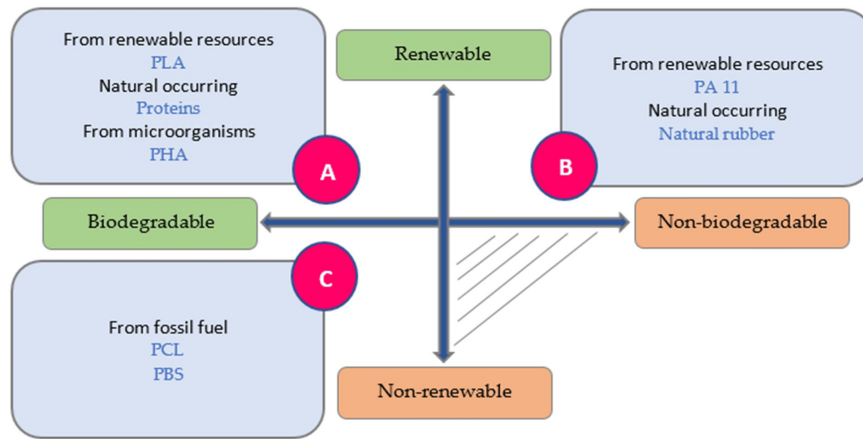 From renewable resources
PLA
Natural occurring
Proteins
From microorganisms
PHA
A
Renewable
From renewable resources
PA 11
Natural occurring
Natural rubber
B
Biodegradable
Non-biodegradable
C
From fossil fuel
PCL
PBS
Non-renewable